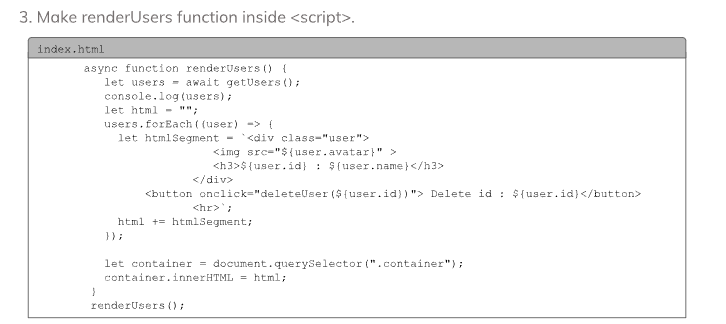 3. Make renderUsers function inside <script>.
index.html
async function renderUsers() {
let users = await getUsers();
console.log(users);
let html = "";
users.forEach((user) => {
let htmlSegment = `<div class="user">
<img src="${user.avatar}" >
<h3>${user.id} : ${user.name}</h3>
</div>
<button onclick="deleteUser(${user.id})"> Delete id : ${user.id}</button>
<hr>`;
html += htmlSegment;
});
let container = document.querySelector(".container");
container.innerHTML = html;
}
renderUsers();